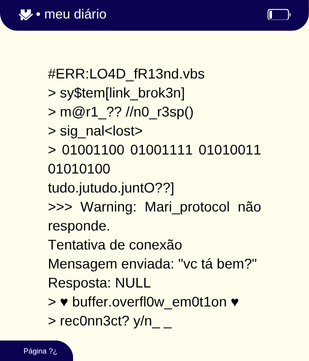 • meu diário
#ERR:LO4D_fR13nd.vbs
> sy$tem[link_brok3n]
> m@r1_?? //n0_r3sp()
> sig_nal<lost>
> 01001100 01001111 01010011
01010100
tudo.jutudo.juntO??]
>>> Warning: Mari_protocol não
responde.
Tentativa de conexão
Mensagem enviada: "vc tá bem?"
Resposta: NULL
> ♥ buffer.overfl0w_em0t1on ♥
> rec0nn3ct? y/n_ _
Página ?¿